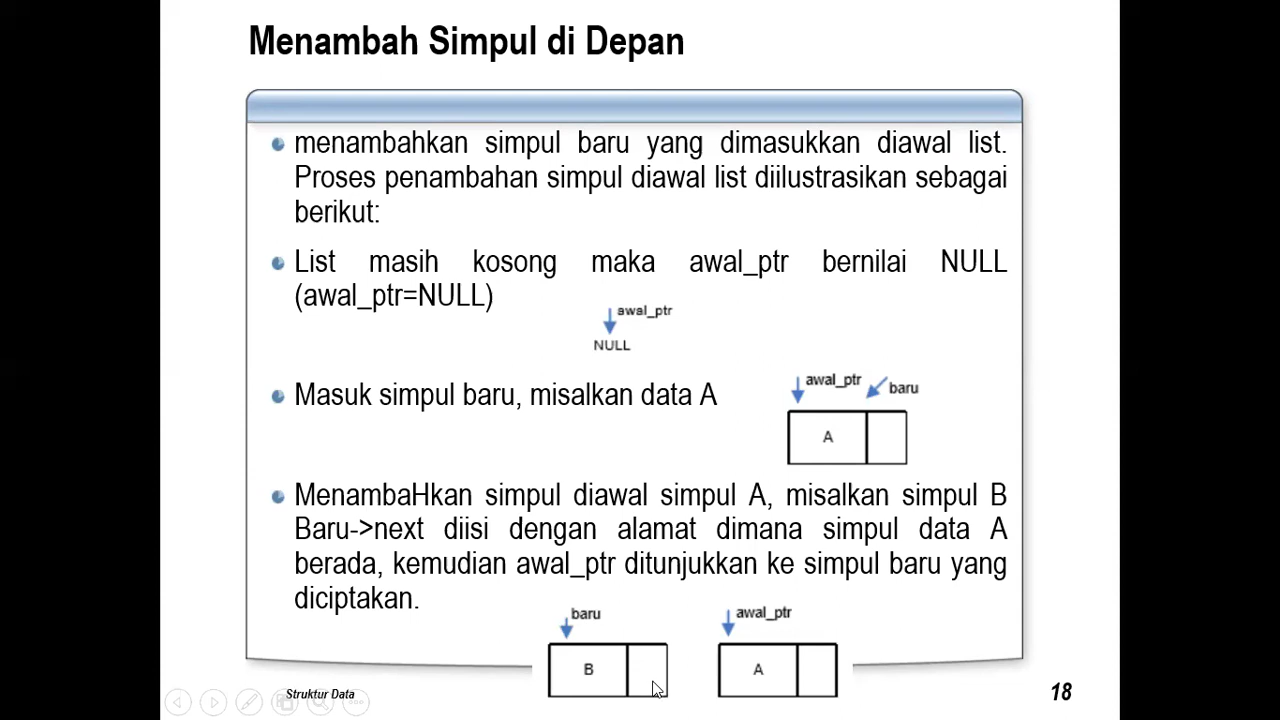 Menambah Simpul di Depan
menambahkan simpul baru yang dimasukkan diawal list.
Proses penambahan simpul diawal list diilustrasikan sebagai
berikut:
List masih kosong maka awal_ptr bernilai NULL
(awal_ptr=NULL)
awal_ptr
NULL
Masuk simpul baru, misalkan data A
awal_ptr
baru
A
MenambaHkan simpul diawal simpul A, misalkan simpul B
Baru->next diisi dengan alamat dimana simpul data A
berada, kemudian awal_ptr ditunjukkan ke simpul baru yang
diciptakan.
baru
awal_ptr
B
A
Struktur Data
18